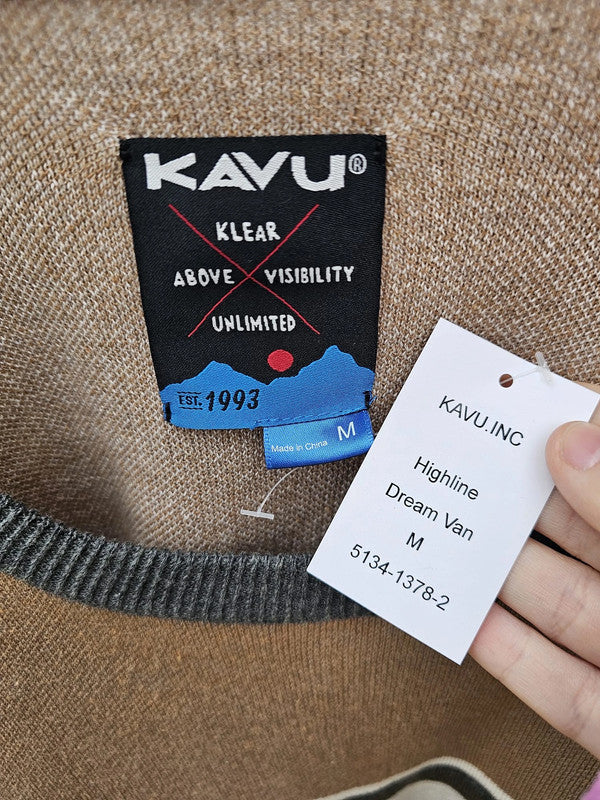 KAVU®
KLEAR
ABOVE VISIBILITY
UNLIMITED
EST. 1993
Made in China M
KAVU.INC
Highline
Dream Van
M
5134-1378-2